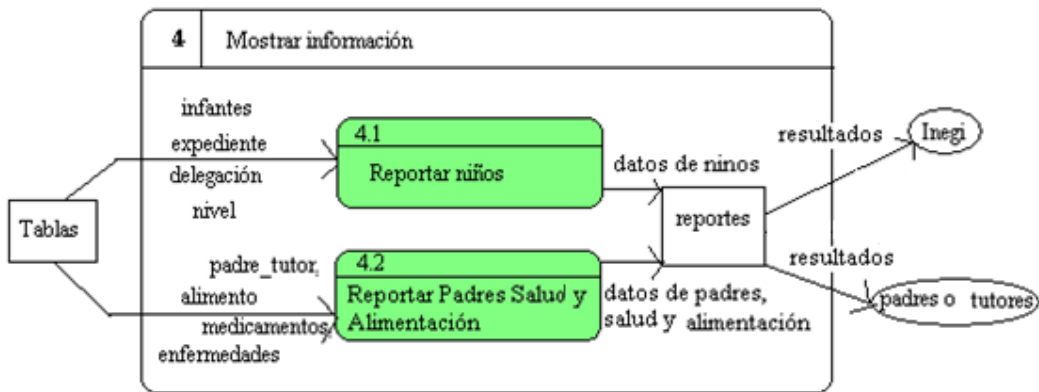 4 Mostrar información
infantes
expediente
delegación
nivel
4.1
Reportar niños
datos de ninos
resultados
Inegi
Tablas
reportes
padre_tutor,
alimento
medicamentos,
enfermedades
4.2
Reportar Padres Salud y
Alimentación
datos de padres,
salud y alimentación
resultados
padres o tutores